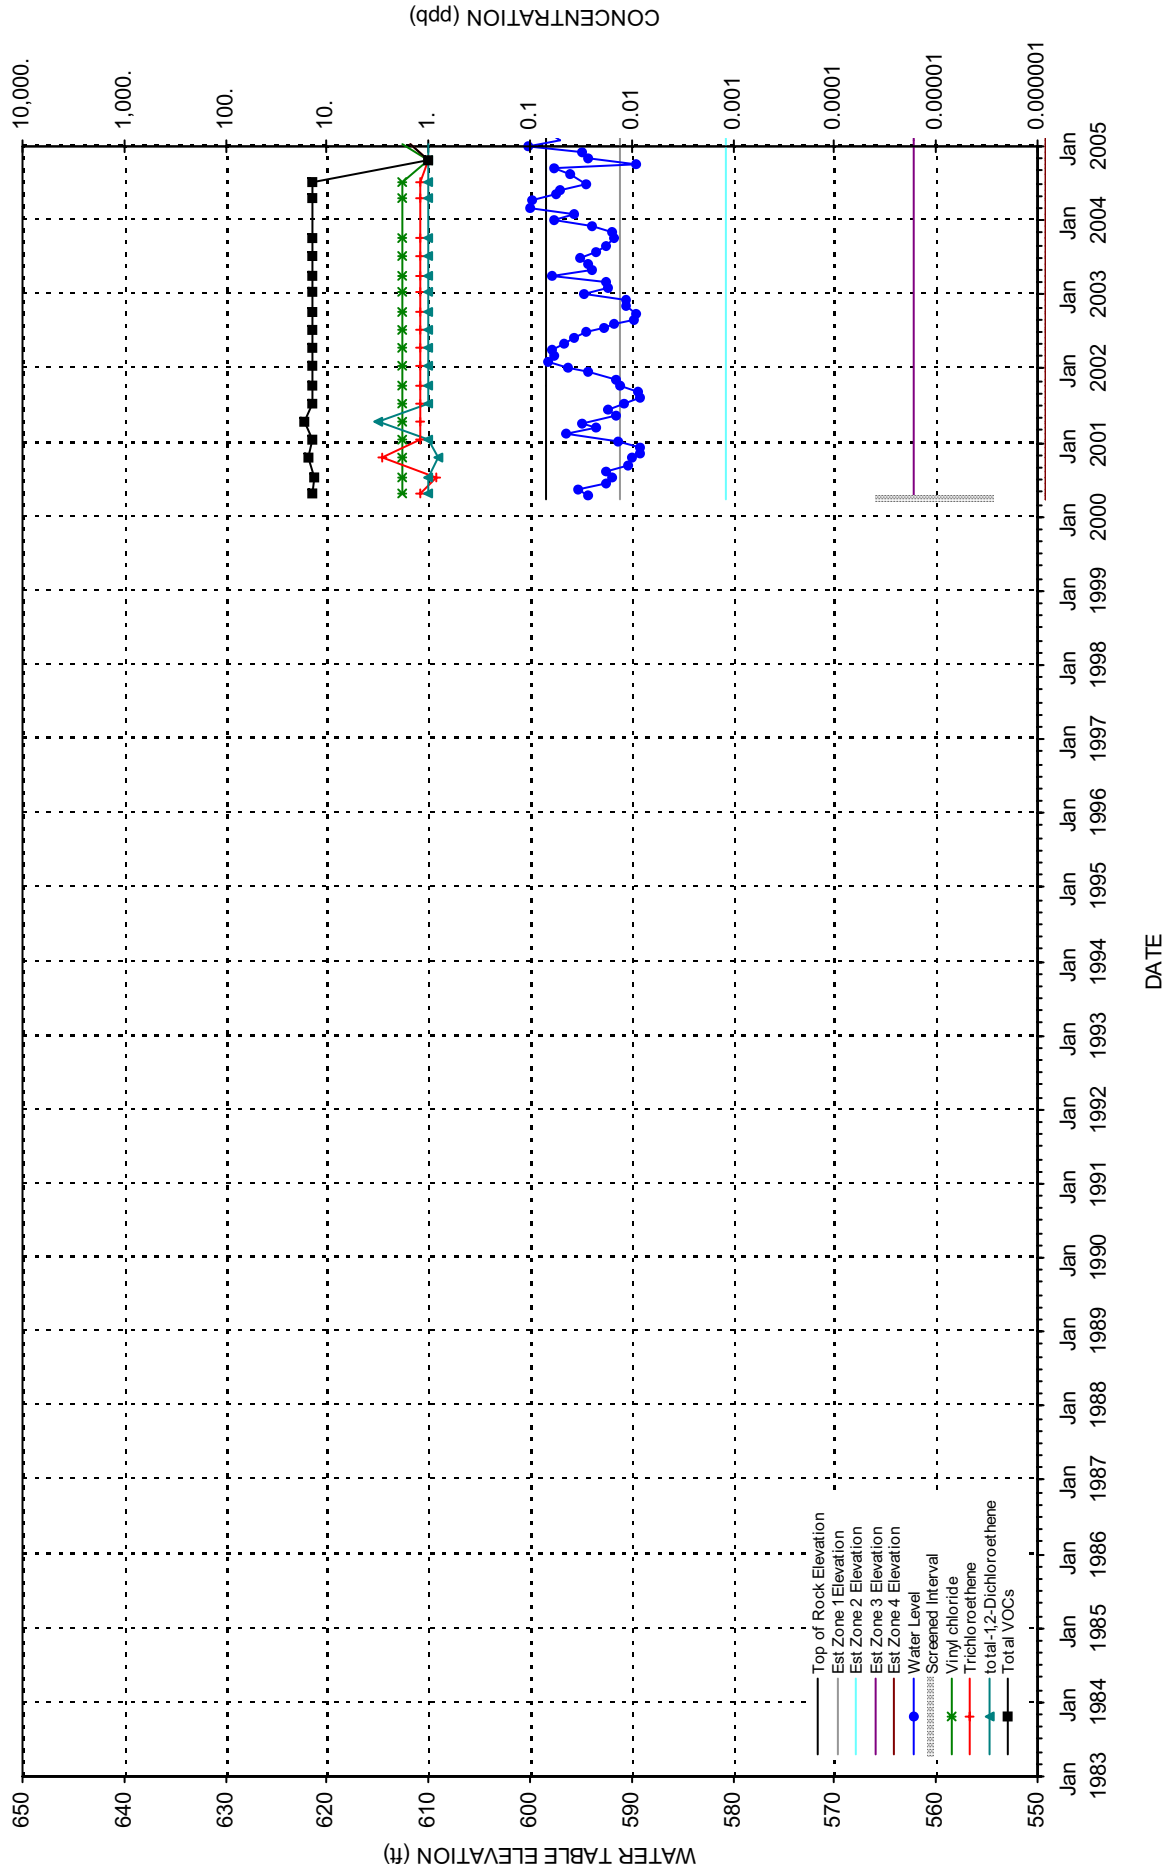 CONCENTRATION (ppb)
10,000.
1,000.
100.
10.
1.
0.1
0.01
0.001
0.0001
0.00001
0.000001
650
640
630
620
610
600
590
580
570
560
550
WATER TABLE ELEVATION (ft)
Top of Rock Elevation
Est Zone 1 Elevation
Est Zone 2 Elevation
Est Zone 3 Elevation
Est Zone 4 Elevation
Water Level
Screened Interval
Vinyl chloride
Trichloroethene
total-1,2-Dichloroethene
Total VOCs
Jan 1983
Jan 1984
Jan 1985
Jan 1986
Jan 1987
Jan 1988
Jan 1989
Jan 1990
Jan 1991
Jan 1992
Jan 1993
Jan 1994
Jan 1995
Jan 1996
Jan 1997
Jan 1998
Jan 1999
Jan 2000
Jan 2001
Jan 2002
Jan 2003
Jan 2004
Jan 2005
DATE